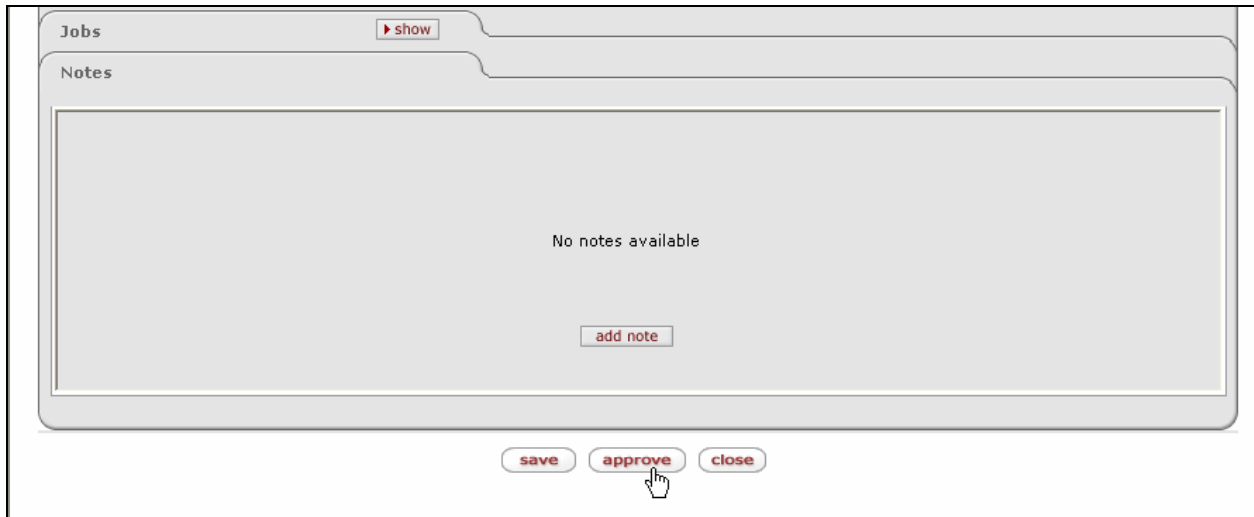 Jobs show
Notes
No notes available
add note
save approve close